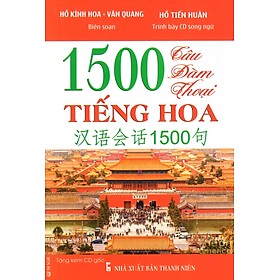 HỒ KÍNH HOA - VĂN QUANG
Biên soạn
HỒ TIẾN HUÂN
Trình bày CD song ngữ
1500 Câu
Đàm
Thoại
TIẾNG HOA
汉语会话1500句
Tặng kèm CD gốc
NHÀ XUẤT BẢN THANH NIÊN